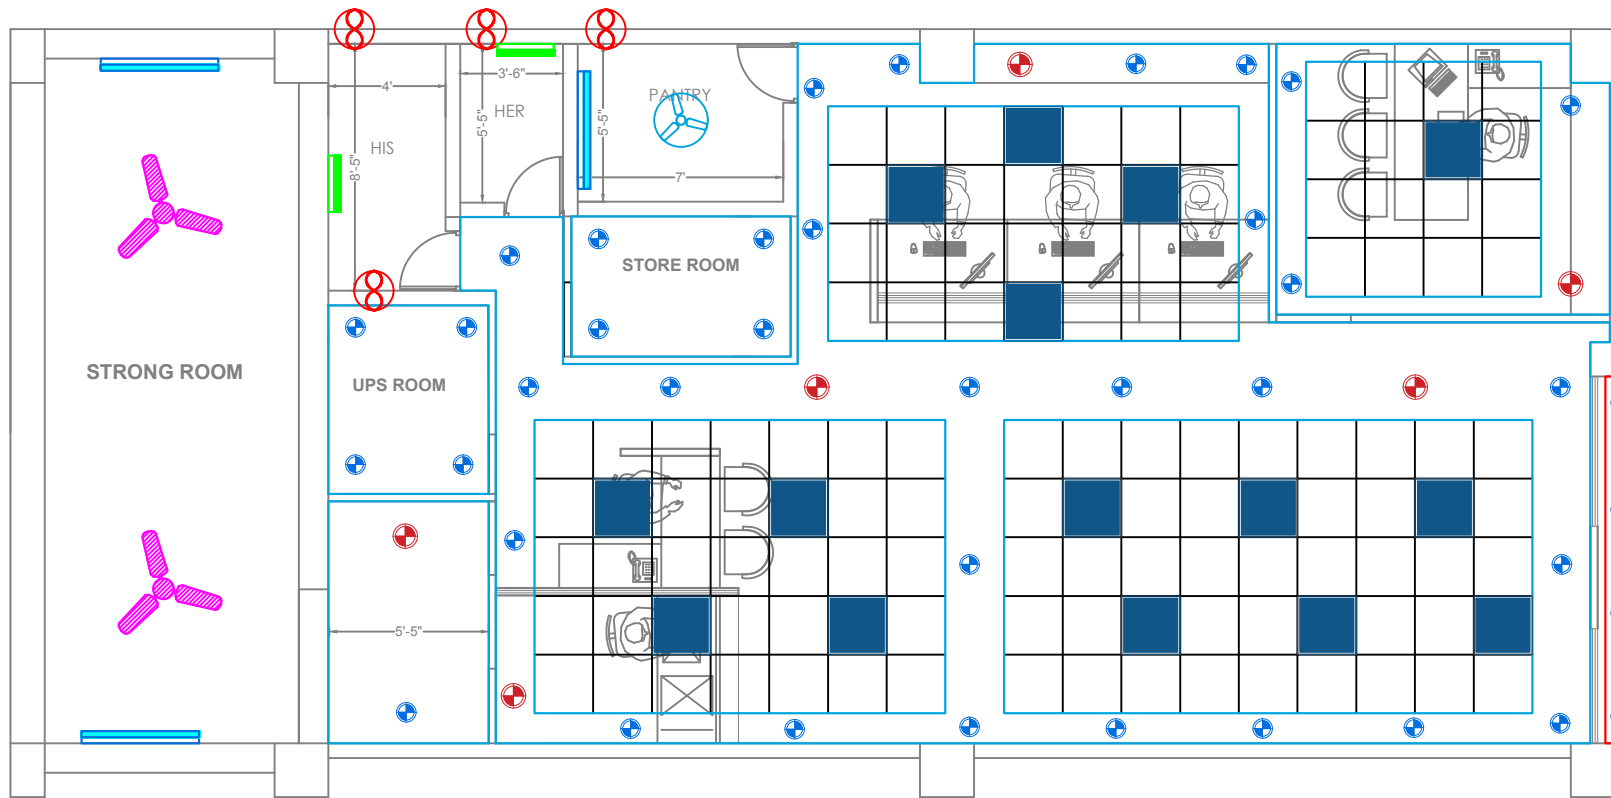 4'
3'-6"
PANTRY
5'-5"
HER
5'-5"
HIS
8'-5"
7'
STORE ROOM
STRONG ROOM
UPS ROOM
5'-5"